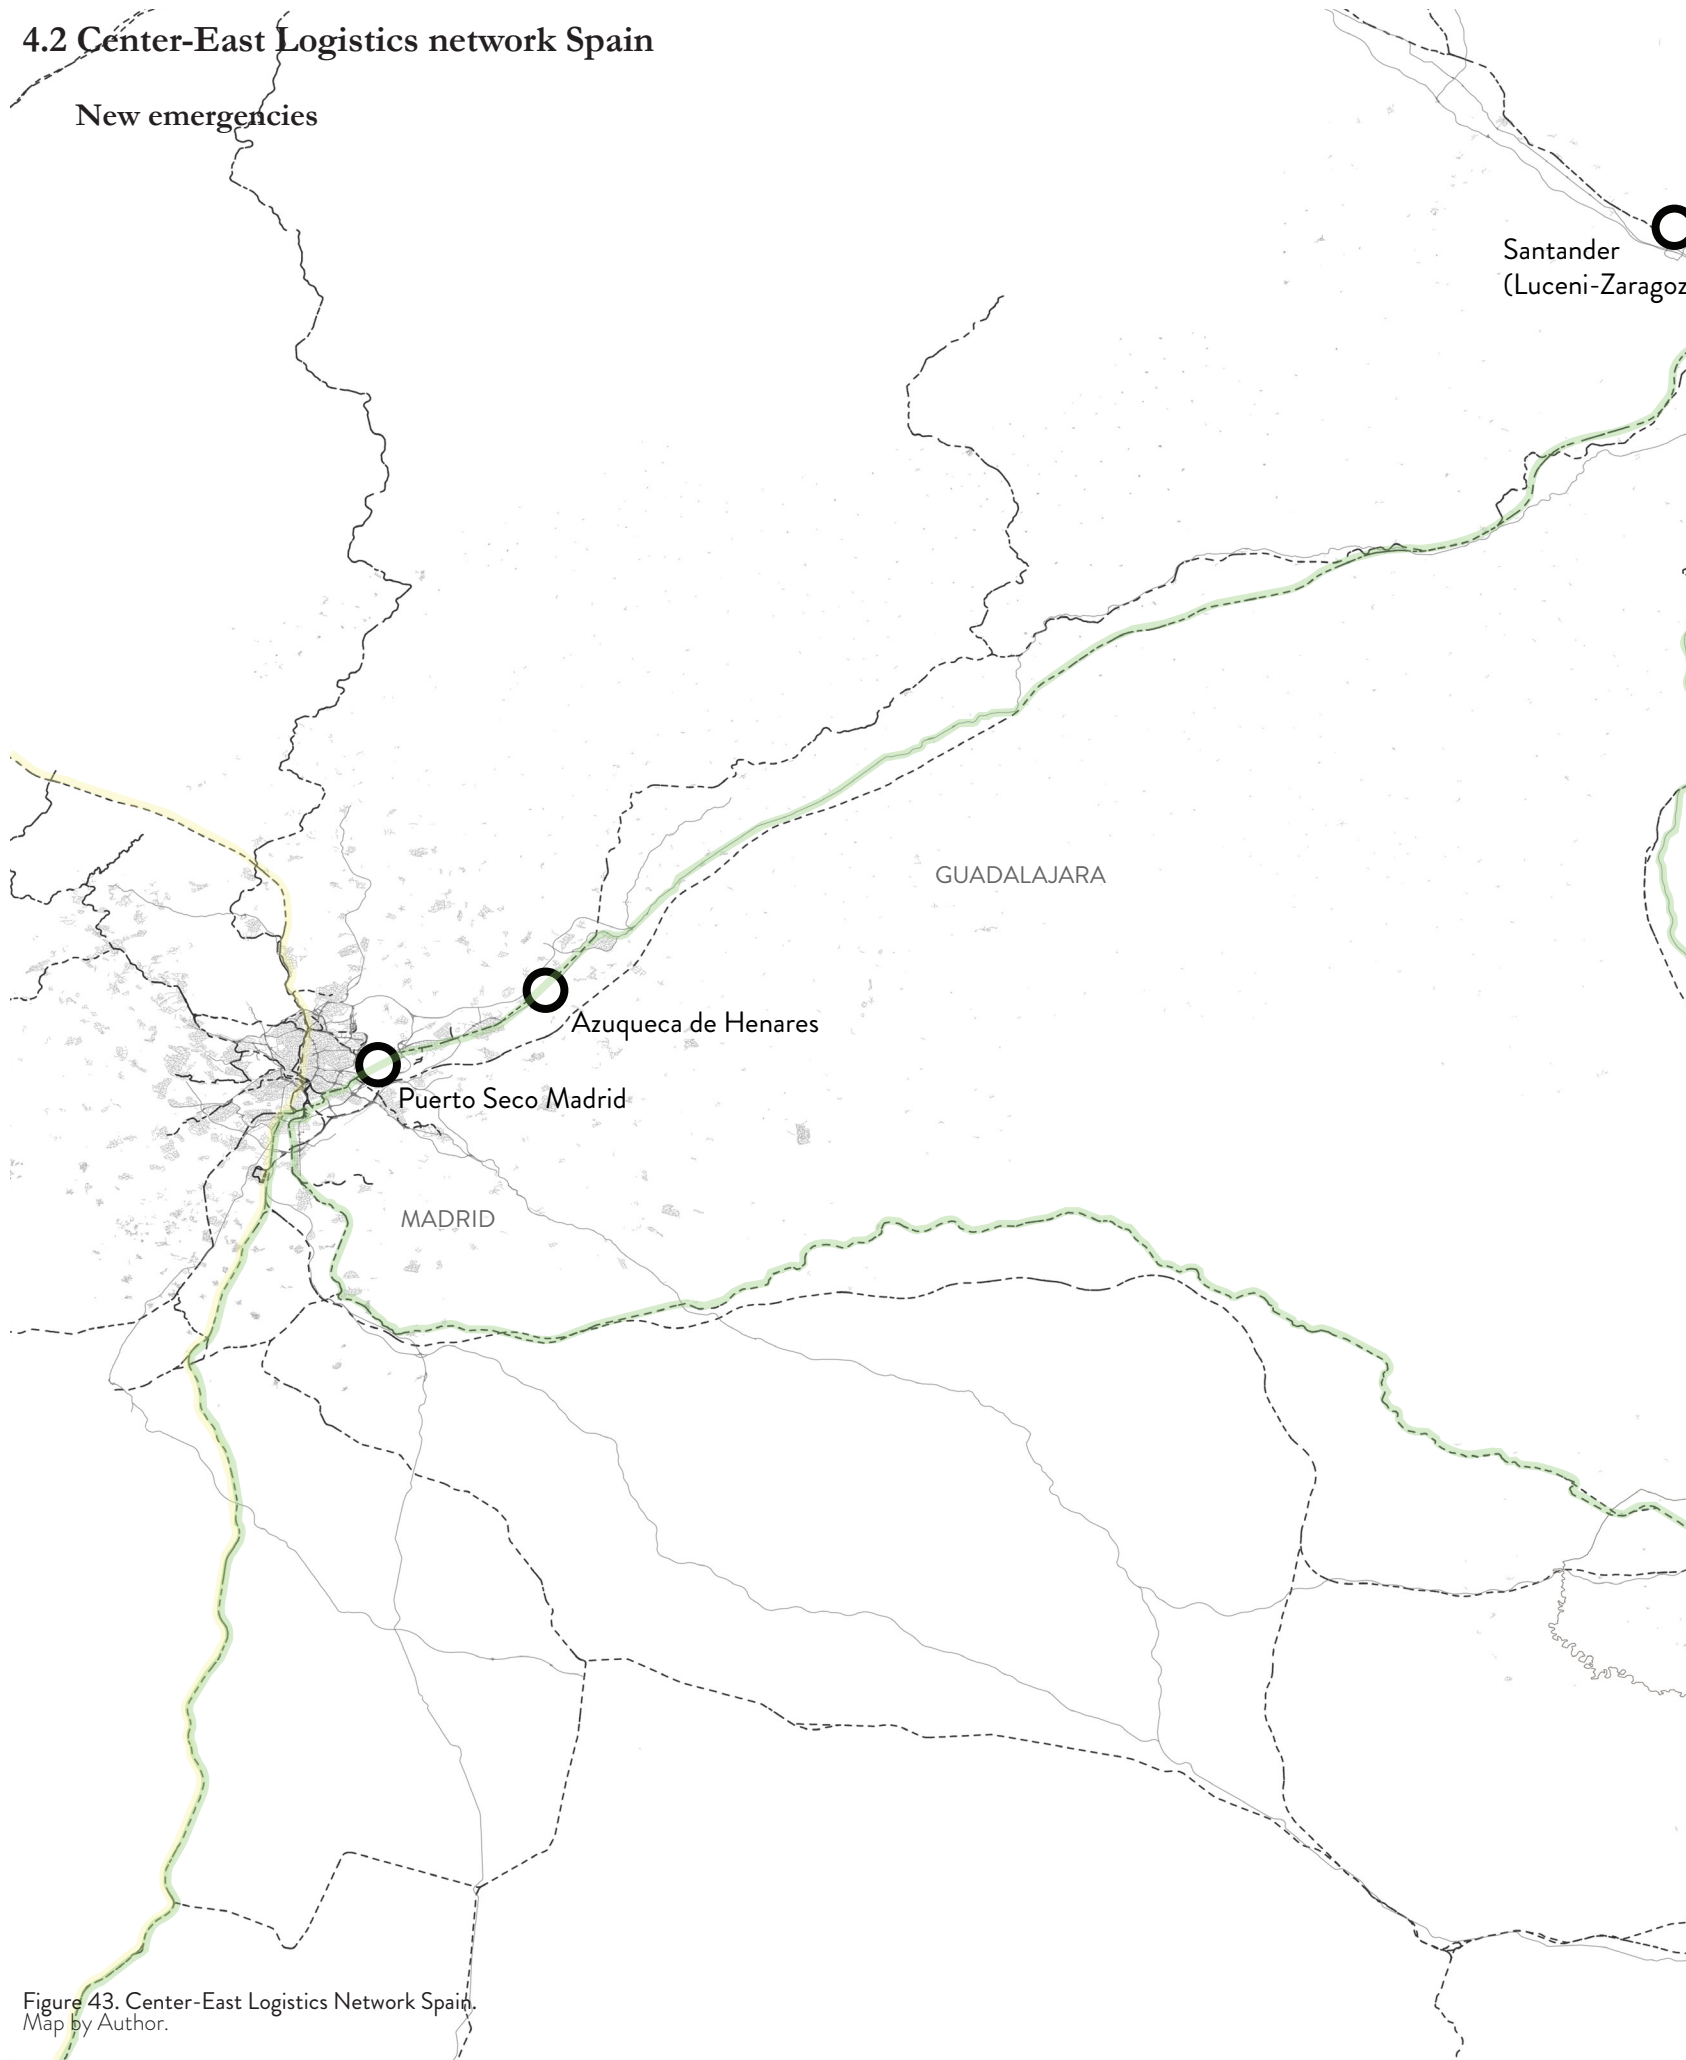 4.2 Center-East Logistics network Spain
New emergencies
Santander
(Luceni-Zaragoz
GUADALAJARA
Azuqueca de Henares
Puerto Seco Madrid
MADRID
Figure 43. Center-East Logistics Network Spain.
Map by Author.